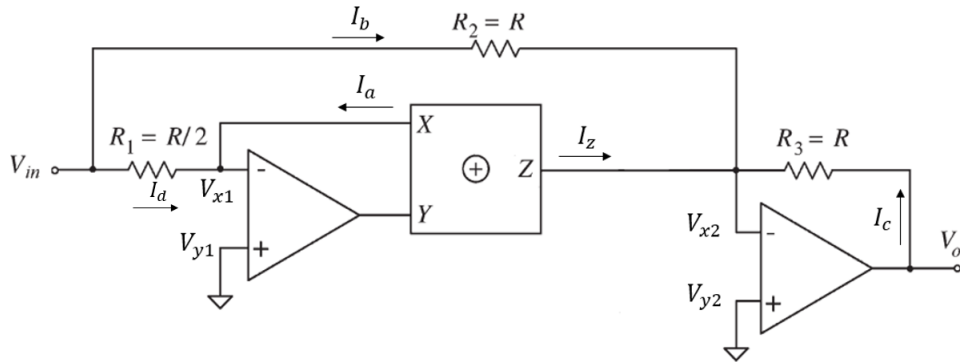 I_b
R_2 = R
I_a
R_1 = R/2
X
I_z
R_3 = R
V_in
I_d
V_x1
-
⊕
Z
Y
V_y1
+
V_x2
-
I_c
V_o
V_y2
+